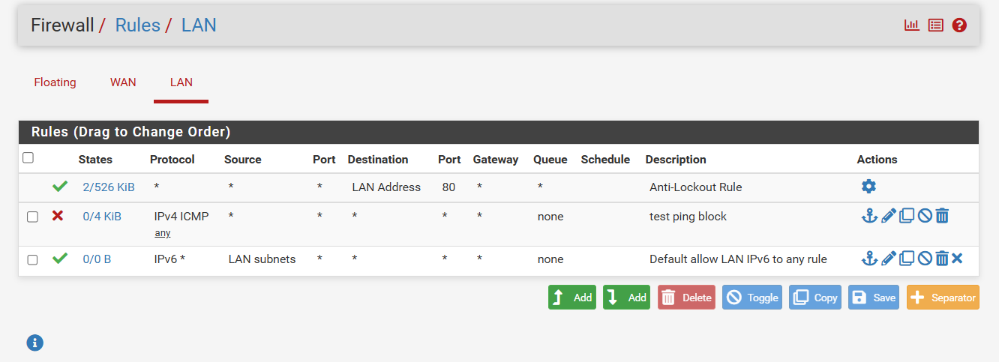 Firewall / Rules / LAN
Floating WAN LAN
Rules (Drag to Change Order)
States Protocol Source Port Destination Port Gateway Queue Schedule Description Actions
2/526 KiB * * * LAN Address 80 * * Anti-Lockout Rule
0/4 KiB IPv4 ICMP * * * * * none test ping block
any
0/0 B IPv6 * LAN subnets * * * * none Default allow LAN IPv6 to any rule
Add Add Delete Toggle Copy Save Separator